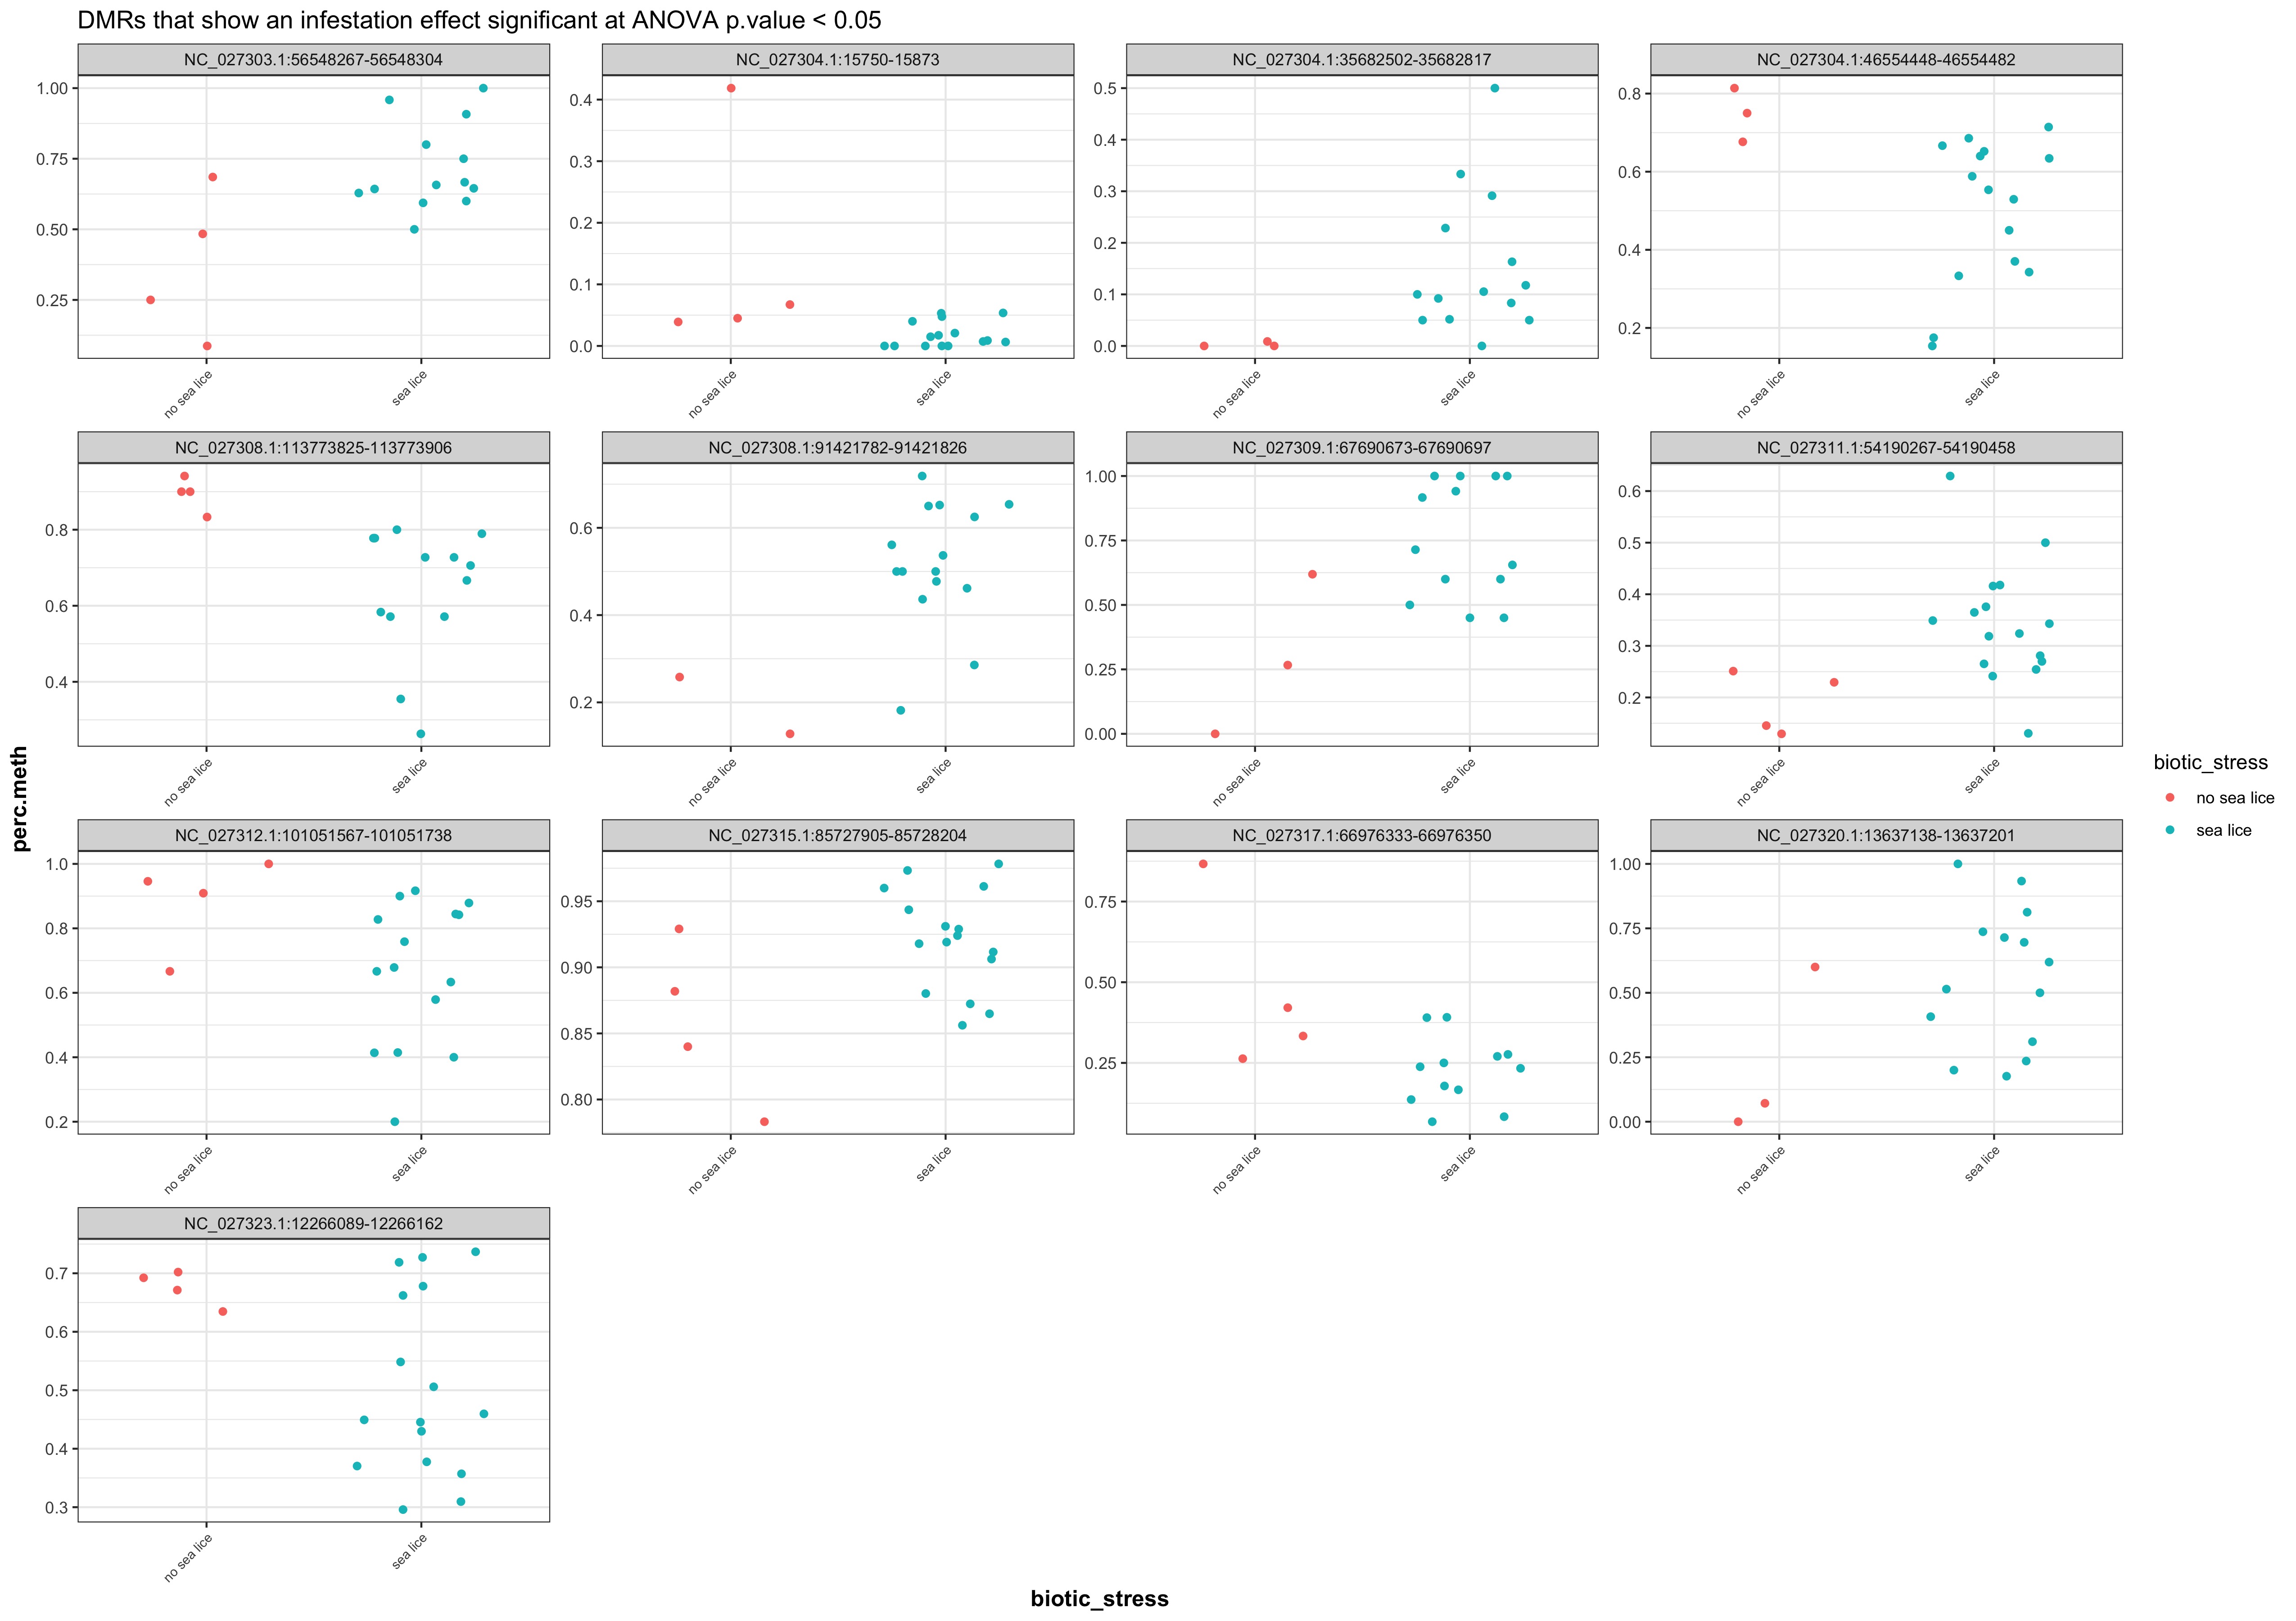 DMRs that show an infestation effect significant at ANOVA p.value < 0.05
NC_027303.1:56548267-56548304
1.00
0.75
0.50
0.25
no sea lice
sea lice
NC_027304.1:15750-15873
0.4
0.3
0.2
0.1
0.0
no sea lice
sea lice
NC_027304.1:35682502-35682817
0.5
0.4
0.3
0.2
0.1
0.0
no sea lice
sea lice
NC_027304.1:46554448-46554482
0.8
0.6
0.4
0.2
no sea lice
sea lice
NC_027308.1:113773825-113773906
0.8
0.6
0.4
no sea lice
sea lice
NC_027308.1:91421782-91421826
0.6
0.4
0.2
no sea lice
sea lice
NC_027309.1:67690673-67690697
1.00
0.75
0.50
0.25
0.00
no sea lice
sea lice
NC_027311.1:54190267-54190458
0.6
0.5
0.4
0.3
0.2
no sea lice
sea lice
NC_027312.1:101051567-101051738
1.0
0.8
0.6
0.4
0.2
no sea lice
sea lice
NC_027315.1:85727905-85728204
0.95
0.90
0.85
0.80
no sea lice
sea lice
NC_027317.1:66976333-66976350
0.75
0.50
0.25
no sea lice
sea lice
NC_027320.1:13637138-13637201
1.00
0.75
0.50
0.25
0.00
no sea lice
sea lice
NC_027323.1:12266089-12266162
0.7
0.6
0.5
0.4
0.3
no sea lice
sea lice
perc.meth
biotic_stress
biotic_stress
no sea lice
sea lice